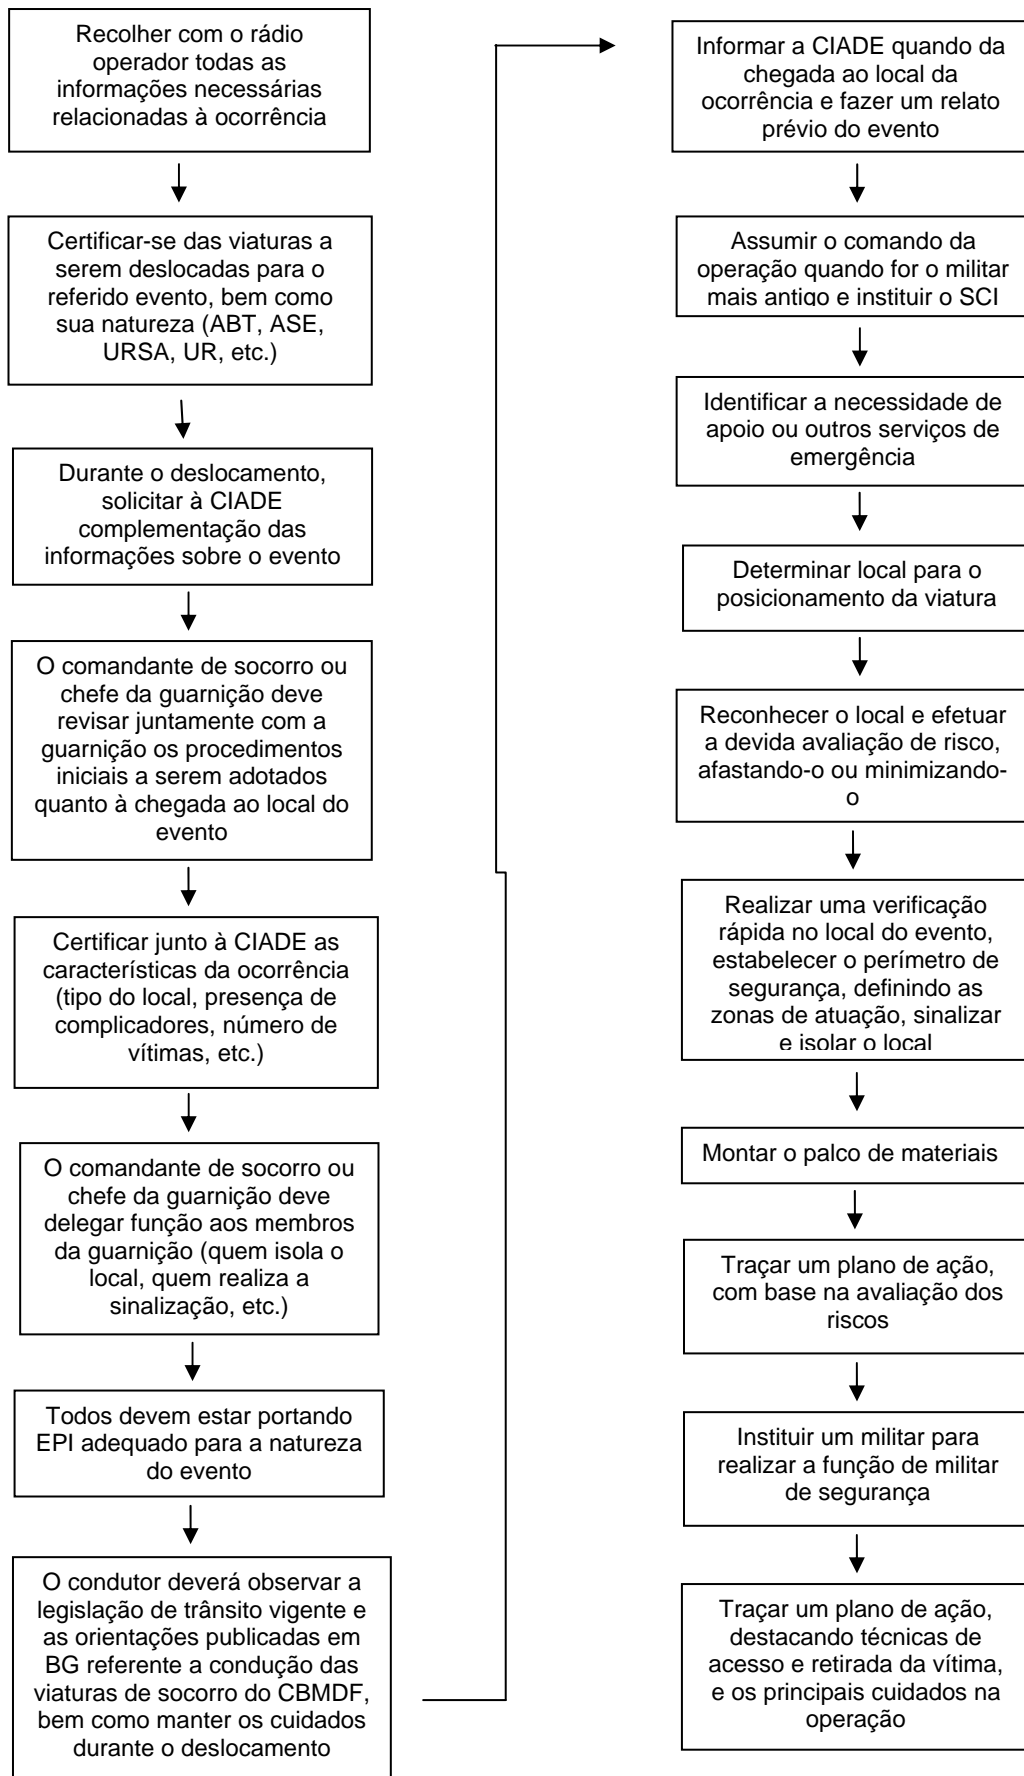 Recolher com o rádio
operador todas as
informações necessárias
relacionadas à ocorrência
Certificar-se das viaturas a
serem deslocadas para o
referido evento, bem como
sua natureza (ABT, ASE,
URSA, UR, etc.)
Durante o deslocamento,
solicitar à CIADE
complementação das
informações sobre o evento
O comandante de socorro ou
chefe da guarnição deve
revisar juntamente com a
guarnição os procedimentos
iniciais a serem adotados
quanto à chegada ao local do
evento
Certificar junto à CIADE as
características da ocorrência
(tipo do local, presença de
complicadores, número de
vítimas, etc.)
O comandante de socorro ou
chefe da guarnição deve
delegar função aos membros
da guarnição (quem isola o
local, quem realiza a
sinalização, etc.)
Todos devem estar portando
EPI adequado para a natureza
do evento
O condutor deverá observar a
legislação de trânsito vigente e
as orientações publicadas em
BG referente a condução das
viaturas de socorro do CBMDF,
bem como manter os cuidados
durante o deslocamento
Informar a CIADE quando da
chegada ao local da
ocorrência e fazer um relato
prévio do evento
Assumir o comando da
operação quando for o militar
mais antigo e instituir o SCI
Identificar a necessidade de
apoio ou outros serviços de
emergência
Determinar local para o
posicionamento da viatura
Reconhecer o local e efetuar
a devida avaliação de risco,
afastando-o ou minimizando-
o
Realizar uma verificação
rápida no local do evento,
estabelecer o perímetro de
segurança, definindo as
zonas de atuação, sinalizar
e isolar o local
Montar o palco de materiais
Traçar um plano de ação,
com base na avaliação dos
riscos
Instituir um militar para
realizar a função de militar
de segurança
Traçar um plano de ação,
destacando técnicas de
acesso e retirada da vítima,
e os principais cuidados na
operação